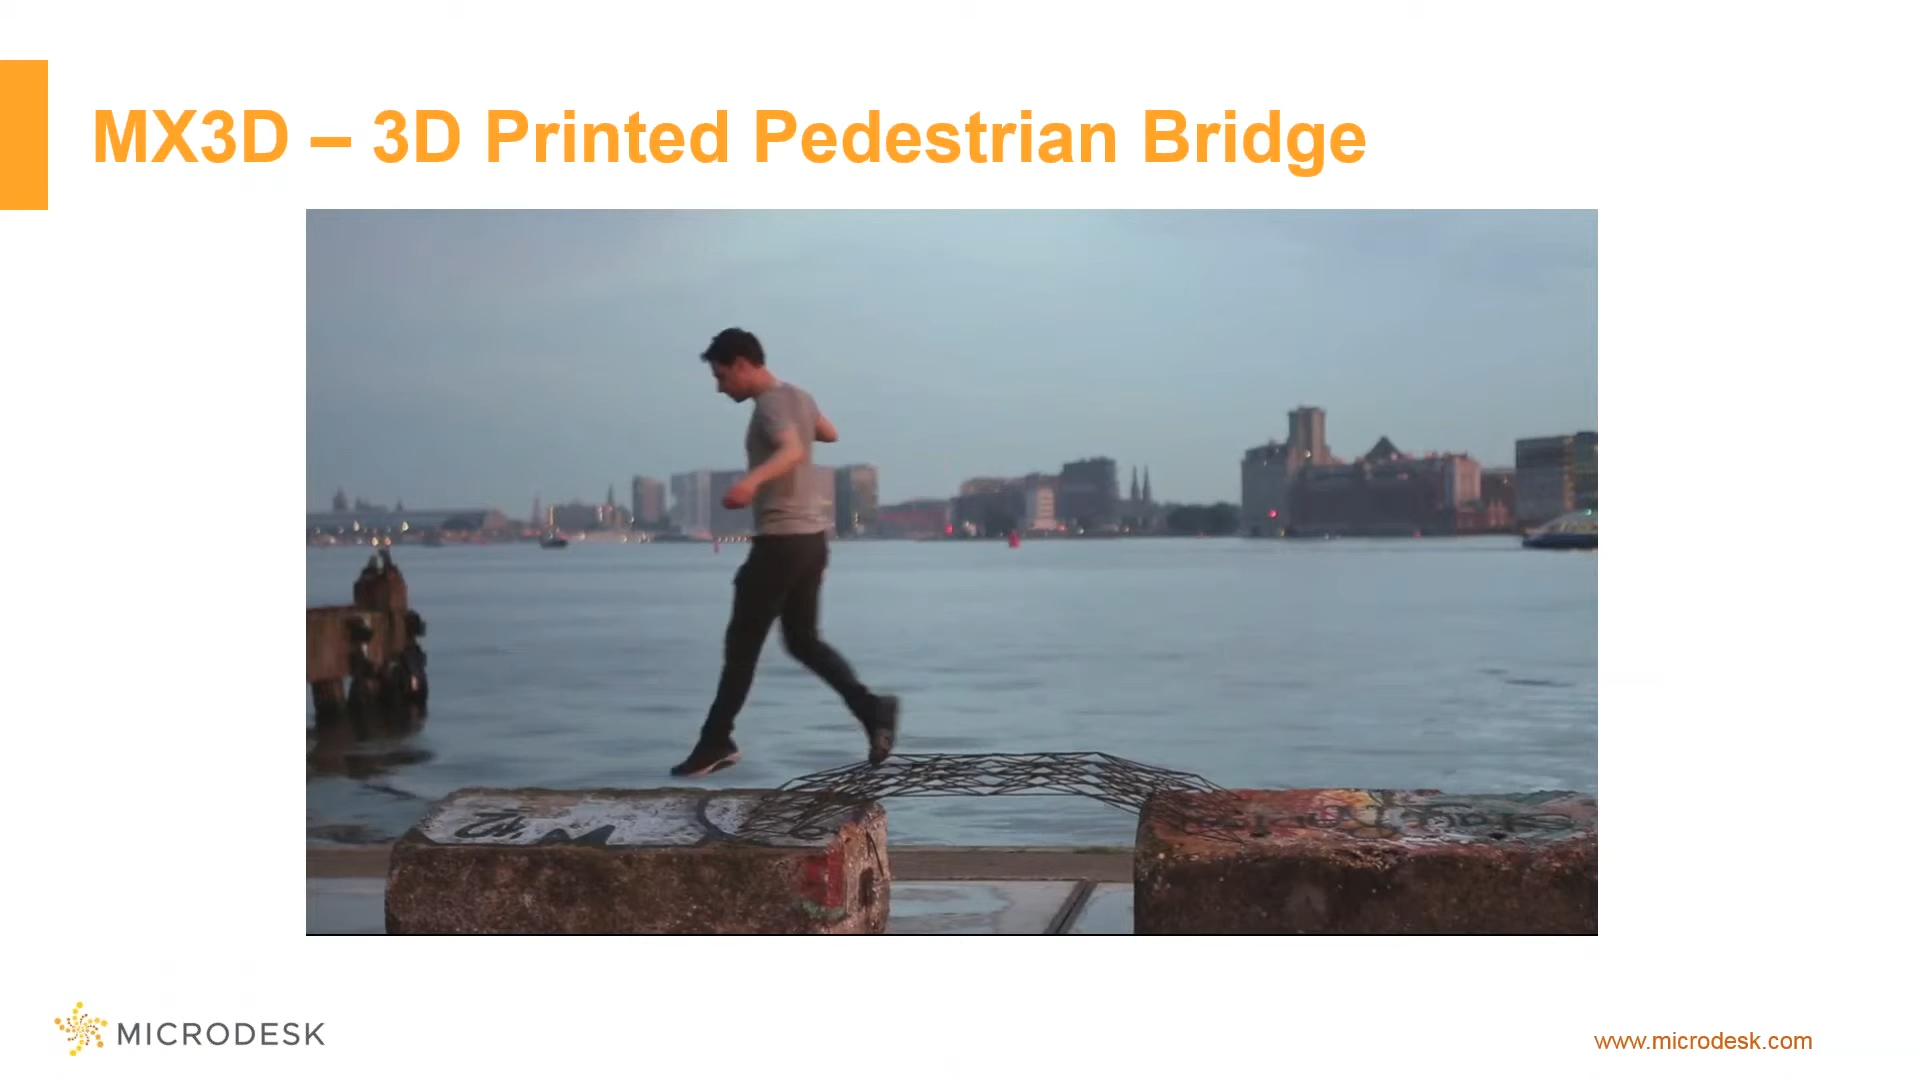 MX3D – 3D Printed Pedestrian Bridge
MICRODESK
www.microdesk.com